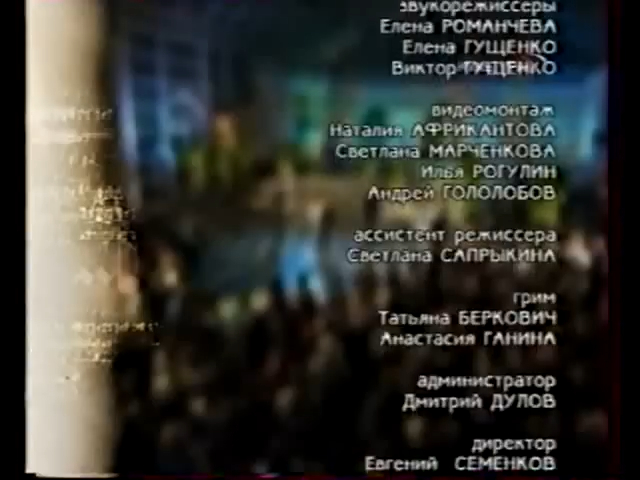 звукорежиссеры
Елена РОМАНЧЕВА
Елена ГУЩЕНКО
Виктор ГУЩЕНКО
видеомонтаж
Наталия АФРИКАНТОВА
Светлана МАРЧЕНКОВА
Илья РОГУЛИН
Андрей ГОЛОЛОБОВ
ассистент режиссера
Светлана САПРЫКИНА
грим
Татьяна БЕРКОВИЧ
Анастасия ГАНИНА
администратор
Дмитрий ДУЛОВ
директор
Евгений СЕМЕНКОВ